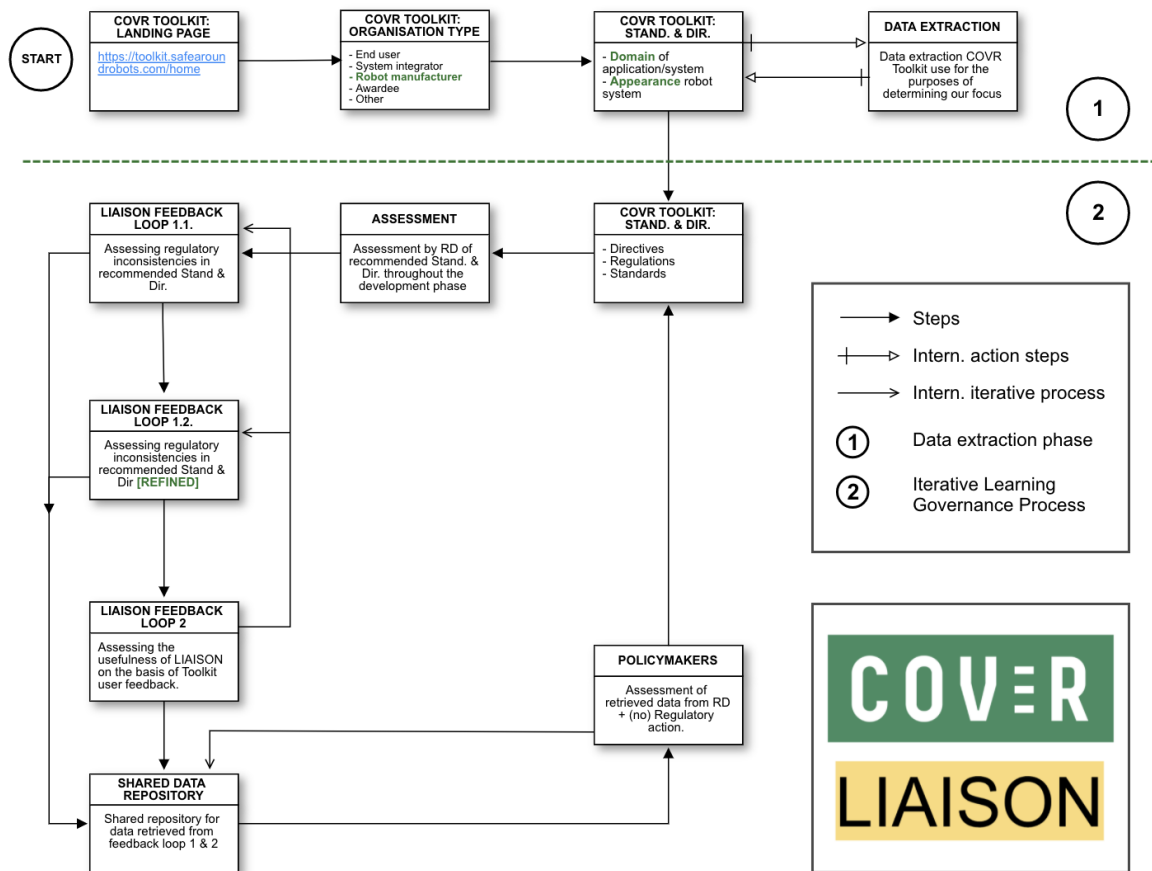 START
COVR TOOLKIT:
LANDING PAGE
https://toolkit.safearou
ndrobots.com/home
COVR TOOLKIT:
ORGANISATION TYPE
- End user
- System integrator
- Robot manufacturer
- Awardee
- Other
COVR TOOLKIT:
STAND. & DIR.
- Domain of
application/system
- Appearance robot
system
DATA EXTRACTION
Data extraction COVR
Toolkit use for the
purposes of
determining our focus
1
2
LIAISON FEEDBACK
LOOP 1.1.
Assessing regulatory
inconsistencies in
recommended Stand &
Dir.
ASSESSMENT
Assessment by RD of
recommended Stand. &
Dir. throughout the
development phase
COVR TOOLKIT:
STAND. & DIR.
- Directives
- Regulations
- Standards
LIAISON FEEDBACK
LOOP 1.2.
Assessing regulatory
inconsistencies in
recommended Stand &
Dir [REFINED]
LIAISON FEEDBACK
LOOP 2
Assessing the
usefulness of LIAISON
on the basis of Toolkit
user feedback.
POLICYMAKERS
Assessment of
retrieved data from RD
+ (no) Regulatory
action.
SHARED DATA
REPOSITORY
Shared repository for
data retrieved from
feedback loop 1 & 2
Steps
Intern. action steps
Intern. iterative process
1 Data extraction phase
2 Iterative Learning
Governance Process
COVER
LIAISON